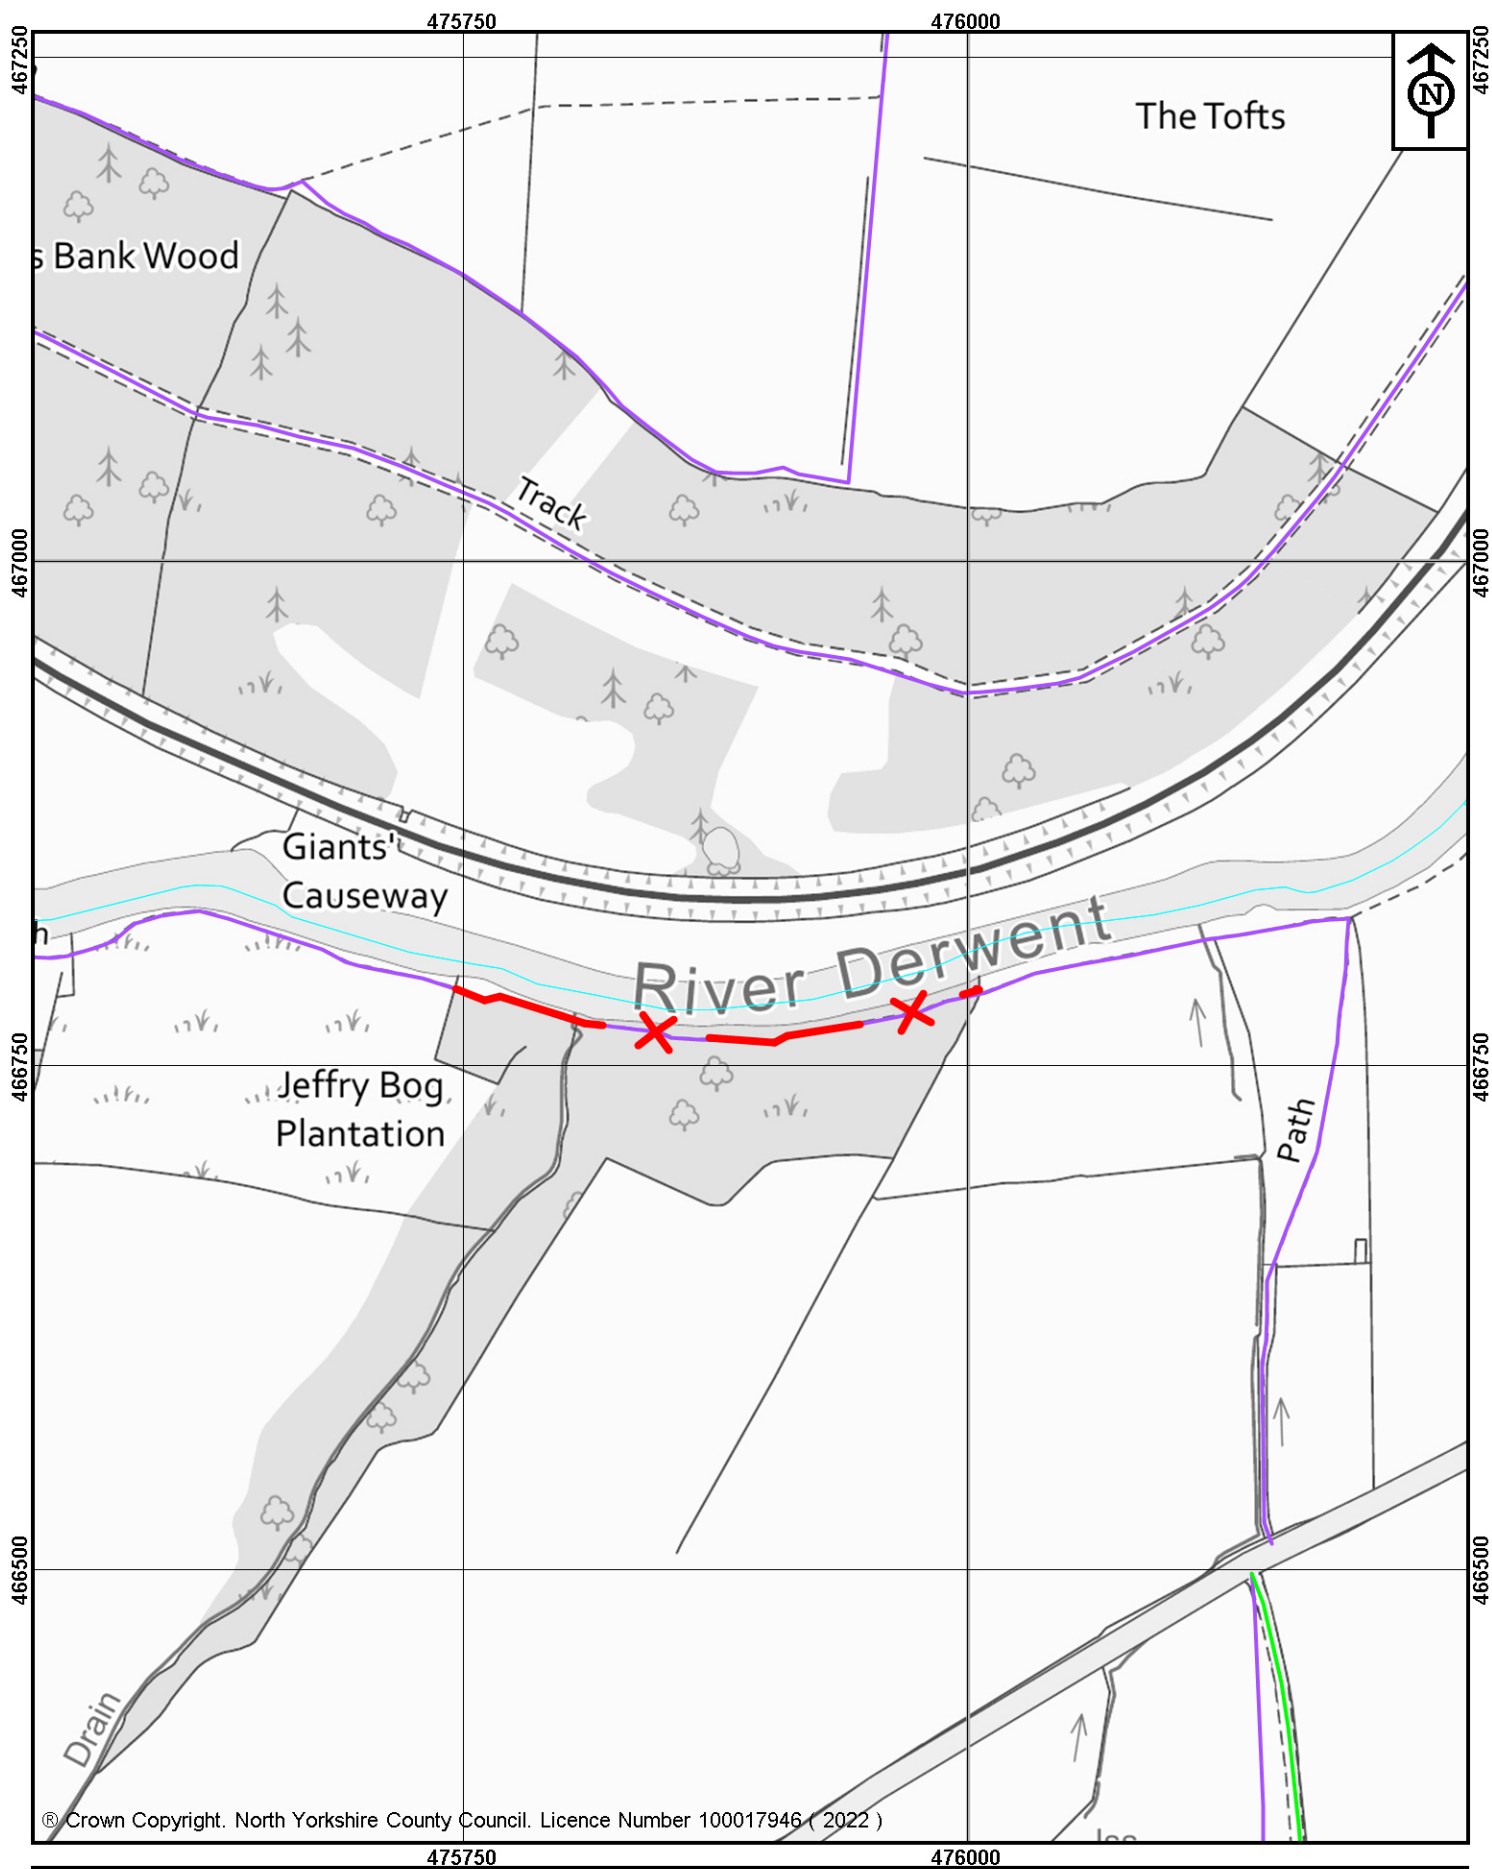 475750
476000
467250
467250
N
The Tofts
s Bank Wood
Track
467000
467000
Giants'
Causeway
h
River Derwent
466750
466750
Jeffry Bog
Plantation
Path
466500
466500
Drain
® Crown Copyright. North Yorkshire County Council. Licence Number 100017946 ( 2022 )
475750
476000